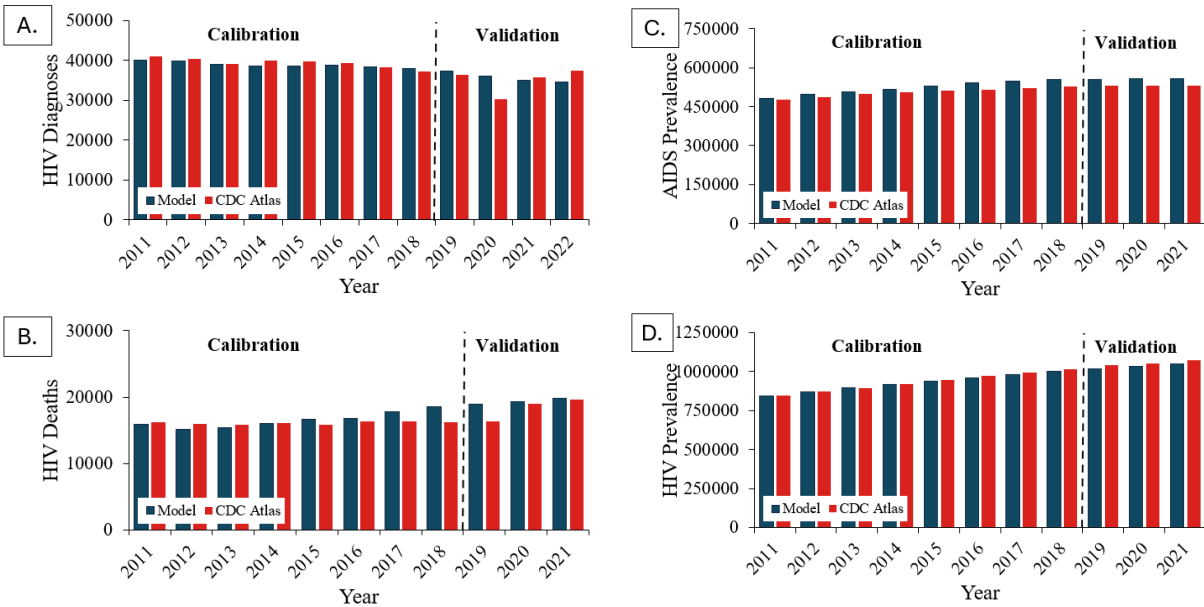 A.
Calibration
Validation
HIV Diagnoses
50000
40000
30000
20000
10000
0
Model
CDC Atlas
2011
2012
2013
2014
2015
2016
2017
2018
2019
2020
2021
2022
Year
B.
Calibration
Validation
HIV Deaths
30000
20000
10000
0
Model
CDC Atlas
2011
2012
2013
2014
2015
2016
2017
2018
2019
2020
2021
Year
C.
Calibration
Validation
AIDS Prevalence
750000
600000
450000
300000
150000
0
Model
CDC Atlas
2011
2012
2013
2014
2015
2016
2017
2018
2019
2020
2021
Year
D.
Calibration
Validation
HIV Prevalence
1250000
1000000
750000
500000
250000
0
Model
CDC Atlas
2011
2012
2013
2014
2015
2016
2017
2018
2019
2020
2021
Year